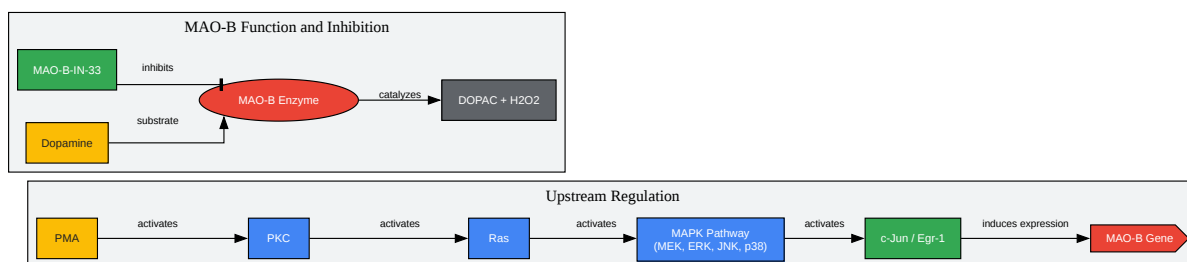 MAO-B Function and Inhibition
MAO-B-IN-33
inhibits
MAO-B Enzyme
catalyzes
DOPAC + H2O2
substrate
Dopamine
Upstream Regulation
PMA
activates
PKC
activates
Ras
activates
MAPK Pathway
(MEK, ERK, JNK, p38)
activates
c-Jun / Egr-1
induces expression
MAO-B Gene